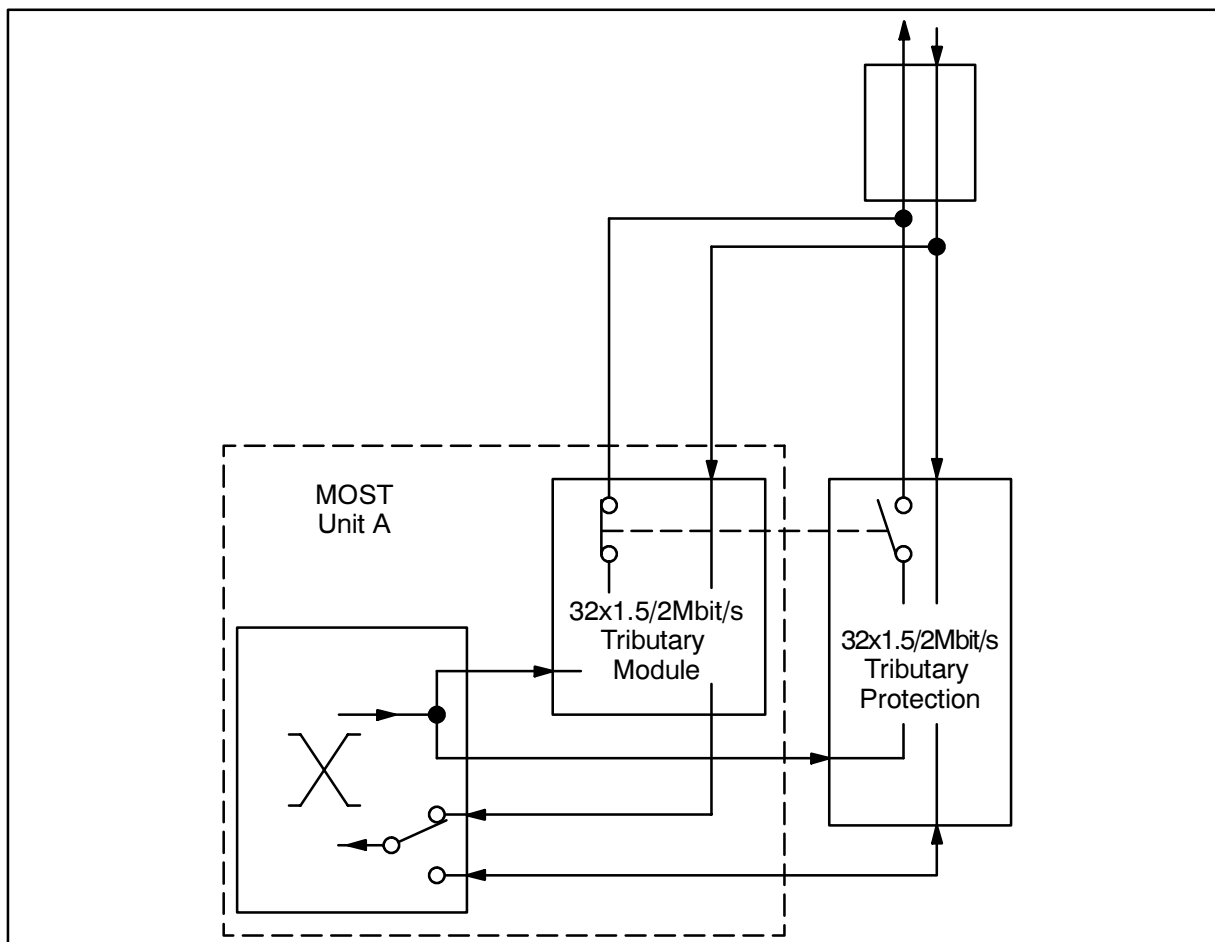 MOST
Unit A
32x1.5/2Mbit/s
Tributary
Module
32x1.5/2Mbit/s
Tributary
Protection